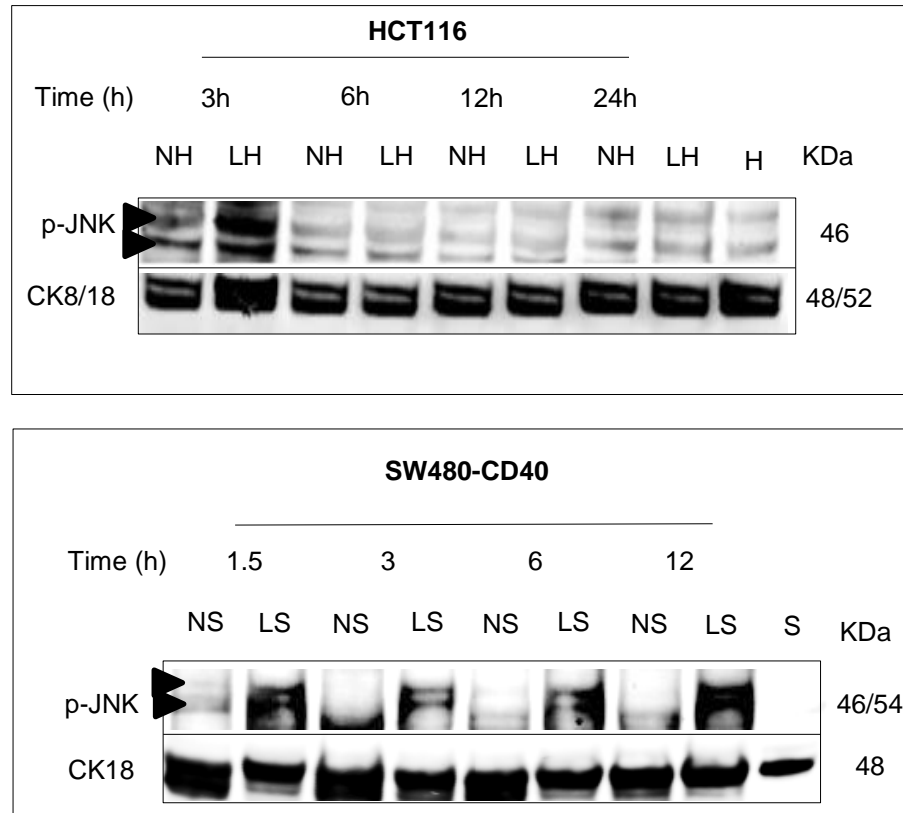 HCT116
Time (h) 3h 6h 12h 24h
NH LH NH LH NH LH NH LH H KDa
p-JNK 46
CK8/18 48/52
SW480-CD40
Time (h) 1.5 3 6 12
NS LS NS LS NS LS NS LS S KDa
p-JNK 46/54
CK18 48